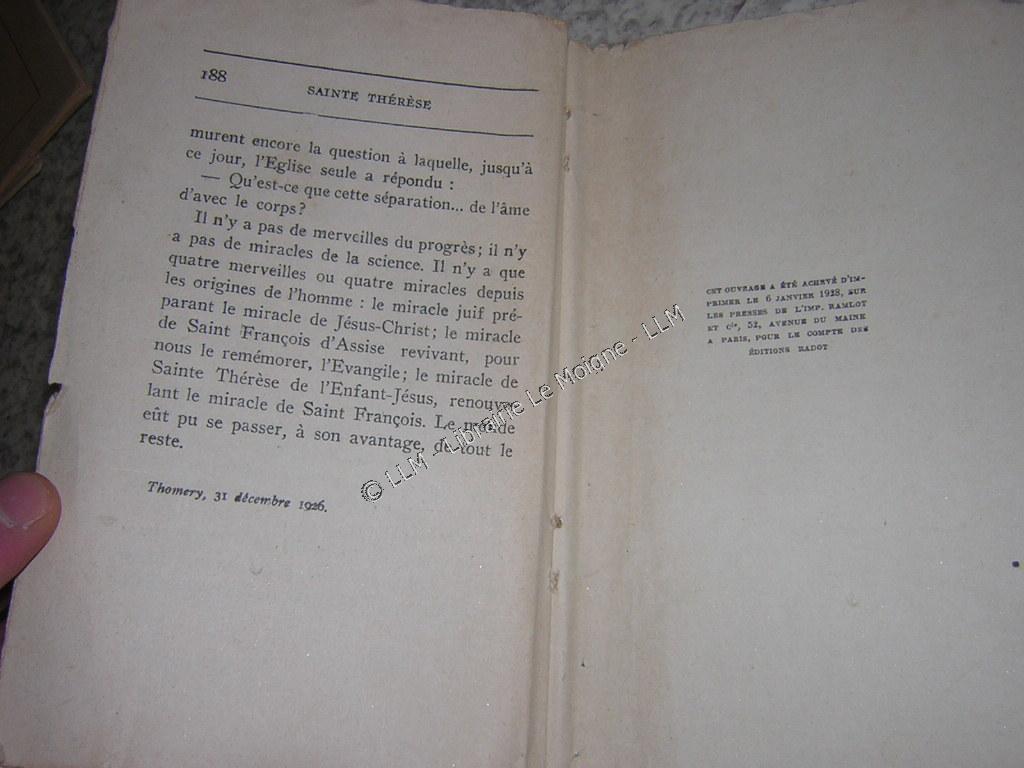 188
SAINTE THÉRÈSE
murent encore la question à laquelle, jusqu'à
ce jour, l'Eglise seule a répondu :
— Qu'est-ce que cette séparation... de l'âme
d'avec le corps?
Il n'y a pas de merveilles du progrès; il n'y
a pas de miracles de la science. Il n'y a que
quatre merveilles ou quatre miracles depuis
les origines de l'homme : le miracle juif pré-
parant le miracle de Jésus-Christ; le miracle
de Saint François d'Assise revivant, pour
nous le remémorer, l'Evangile; le miracle de
Sainte Thérèse de l'Enfant-Jésus, renouve-
lant le miracle de Saint François. Le monde
eût pu se passer, à son avantage, de tout le
reste.
Thomery, 31 décembre 1926.
CET OUVRAGE A ÉTÉ ACHEVÉ D'IM-
PRIMER LE 6 JANVIER 1928, SUR
LES PRESSES DE L'IMP. RAMLOT
ET Cie, 52, AVENUE DU MAINE
A PARIS, POUR LE COMPTE DES
ÉDITIONS RADOT
© LLM - Librairie Le Moigne - LLM